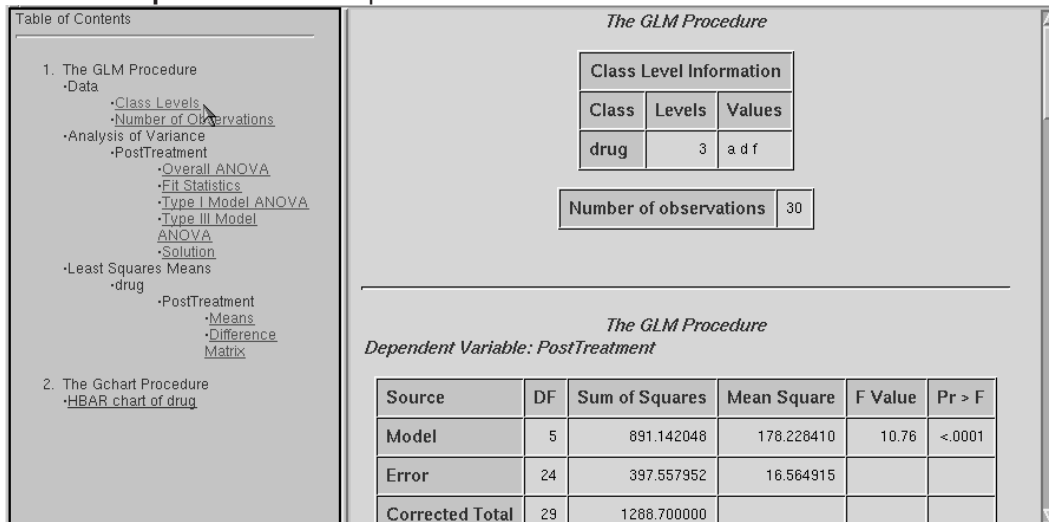 Table of Contents
1. The GLM Procedure
·Data
·Class Levels
·Number of Observations
·Analysis of Variance
·PostTreatment
·Overall ANOVA
·Fit Statistics
·Type I Model ANOVA
·Type III Model
ANOVA
·Solution
·Least Squares Means
·drug
·PostTreatment
·Means
·Difference
Matrix
2. The Gchart Procedure
·HBAR chart of drug
The GLM Procedure
Class Level Information
Class Levels Values
drug 3 a d f
Number of observations 30
The GLM Procedure
Dependent Variable: PostTreatment
Source DF Sum of Squares Mean Square F Value Pr > F
Model 5 891.142048 178.228410 10.76 <.0001
Error 24 397.557952 16.564915
Corrected Total 29 1288.700000